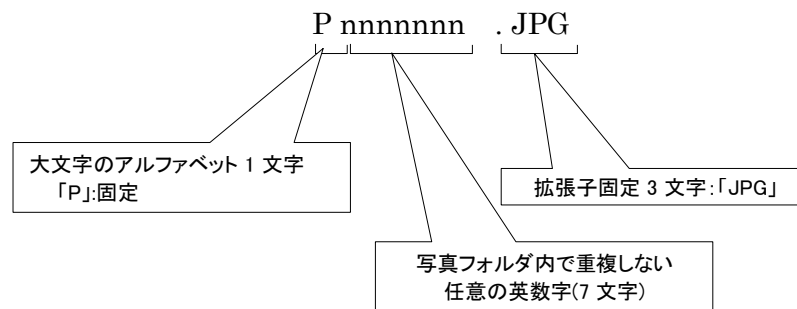 P nnnnnnn . JPG
大文字のアルファベット 1 文字
「P」:固定
拡張子固定 3 文字:「JPG」
写真フォルダ内で重複しない
任意の英数字(7 文字)